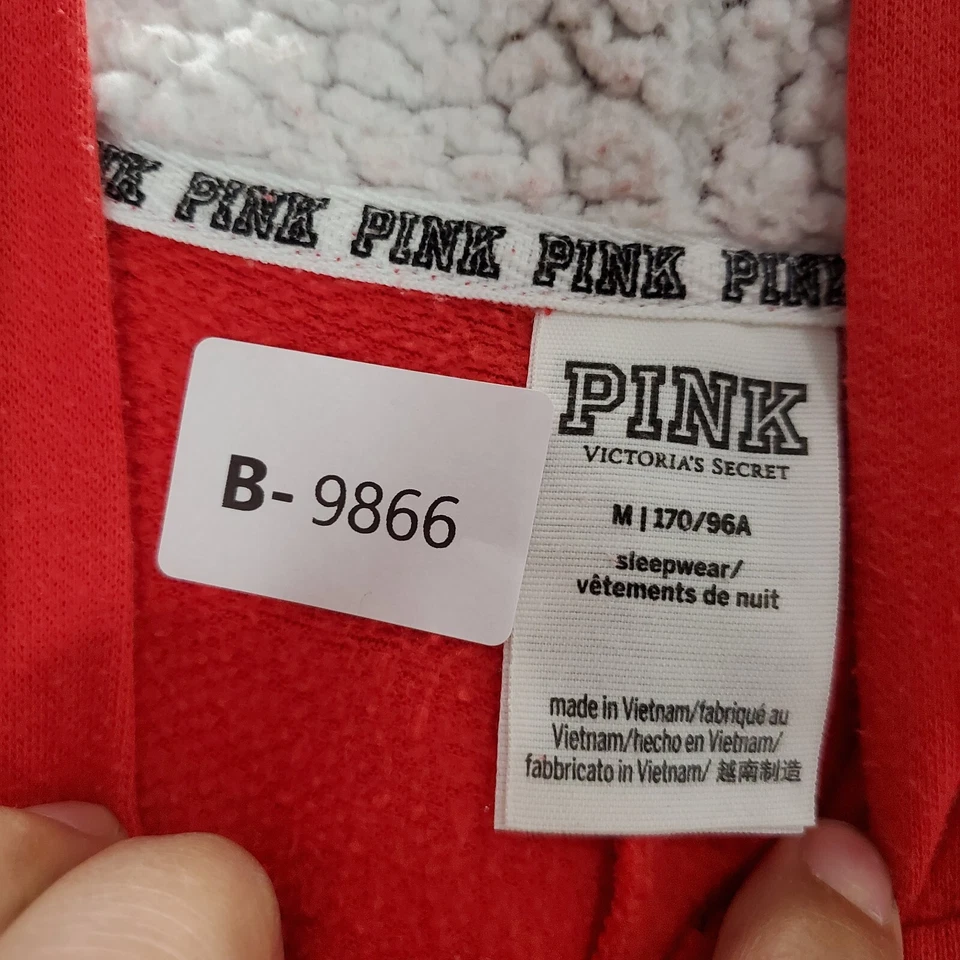 PINK PINK PINK PINK
B- 9866
PINK
VICTORIA'S SECRET
M | 170/96A
sleepwear/
vêtements de nuit
made in Vietnam/fabriqué au
Vietnam/hecho en Vietnam/
fabbricato in Vietnam/ 越南制造